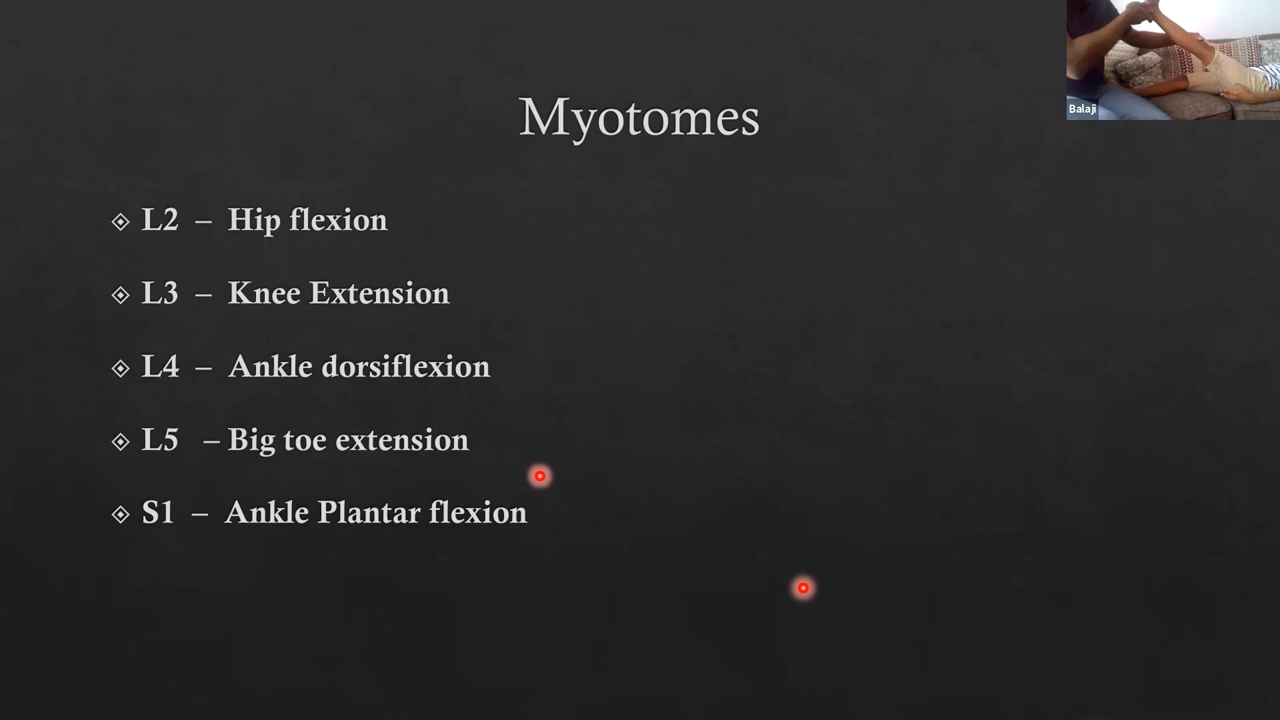 Balaji
Myotomes
L2 – Hip flexion
L3 – Knee Extension
L4 – Ankle dorsiflexion
L5 – Big toe extension
S1 – Ankle Plantar flexion